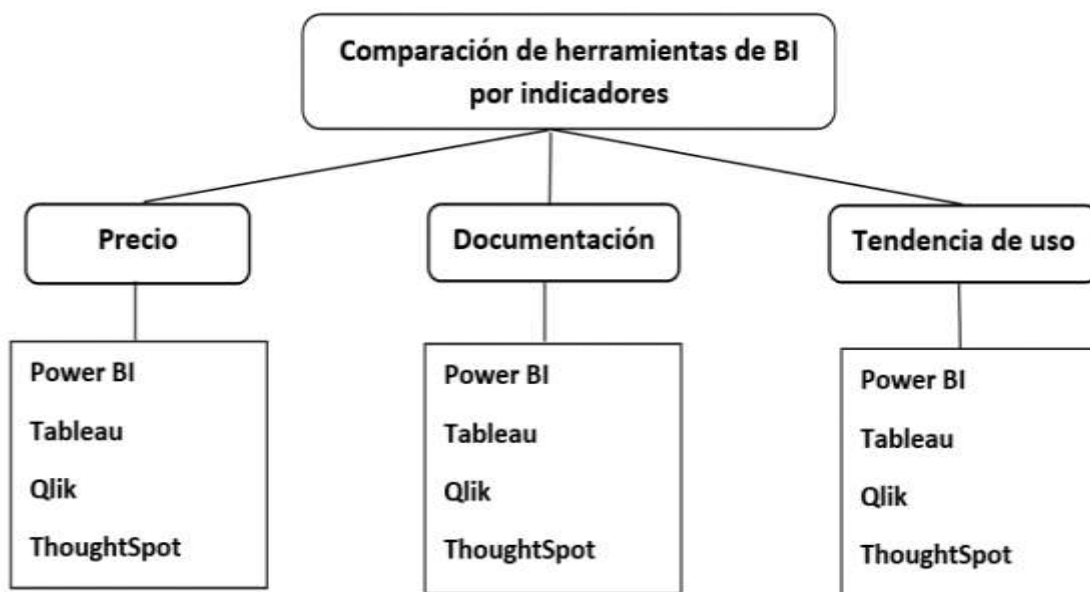 Comparación de herramientas de BI
por indicadores
Precio
Documentación
Tendencia de uso
Power BI
Tableau
Qlik
ThoughtSpot
Power BI
Tableau
Qlik
ThoughtSpot
Power BI
Tableau
Qlik
ThoughtSpot